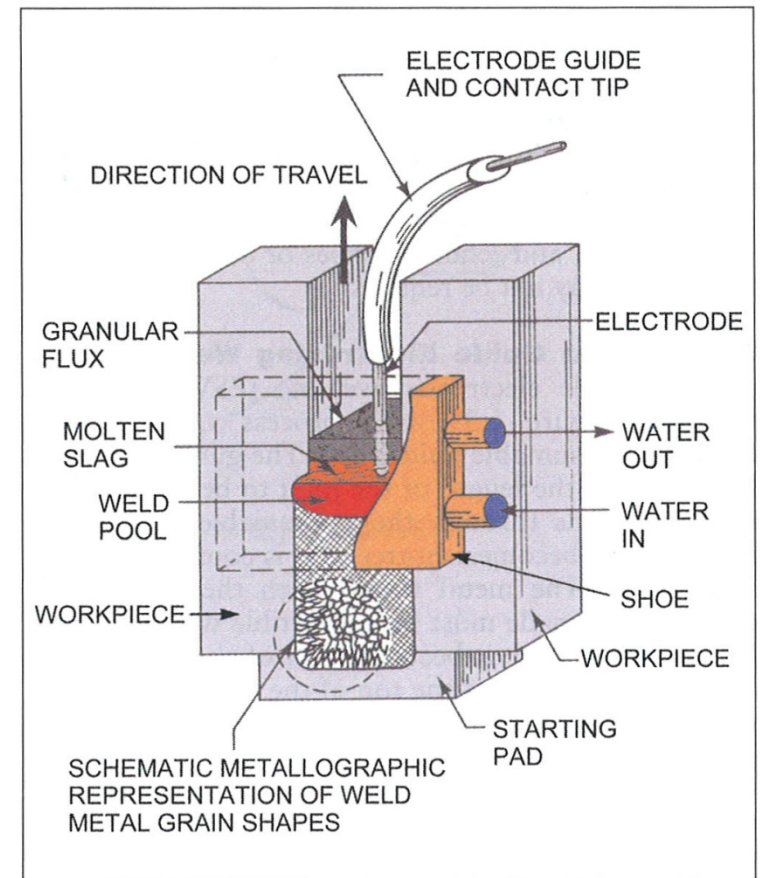 ELECTRODE GUIDE
AND CONTACT TIP
DIRECTION OF TRAVEL
GRANULAR
FLUX
ELECTRODE
MOLTEN
SLAG
WATER
OUT
WELD
POOL
WATER
IN
SHOE
WORKPIECE
WORKPIECE
STARTING
PAD
SCHEMATIC METALLOGRAPHIC
REPRESENTATION OF WELD
METAL GRAIN SHAPES